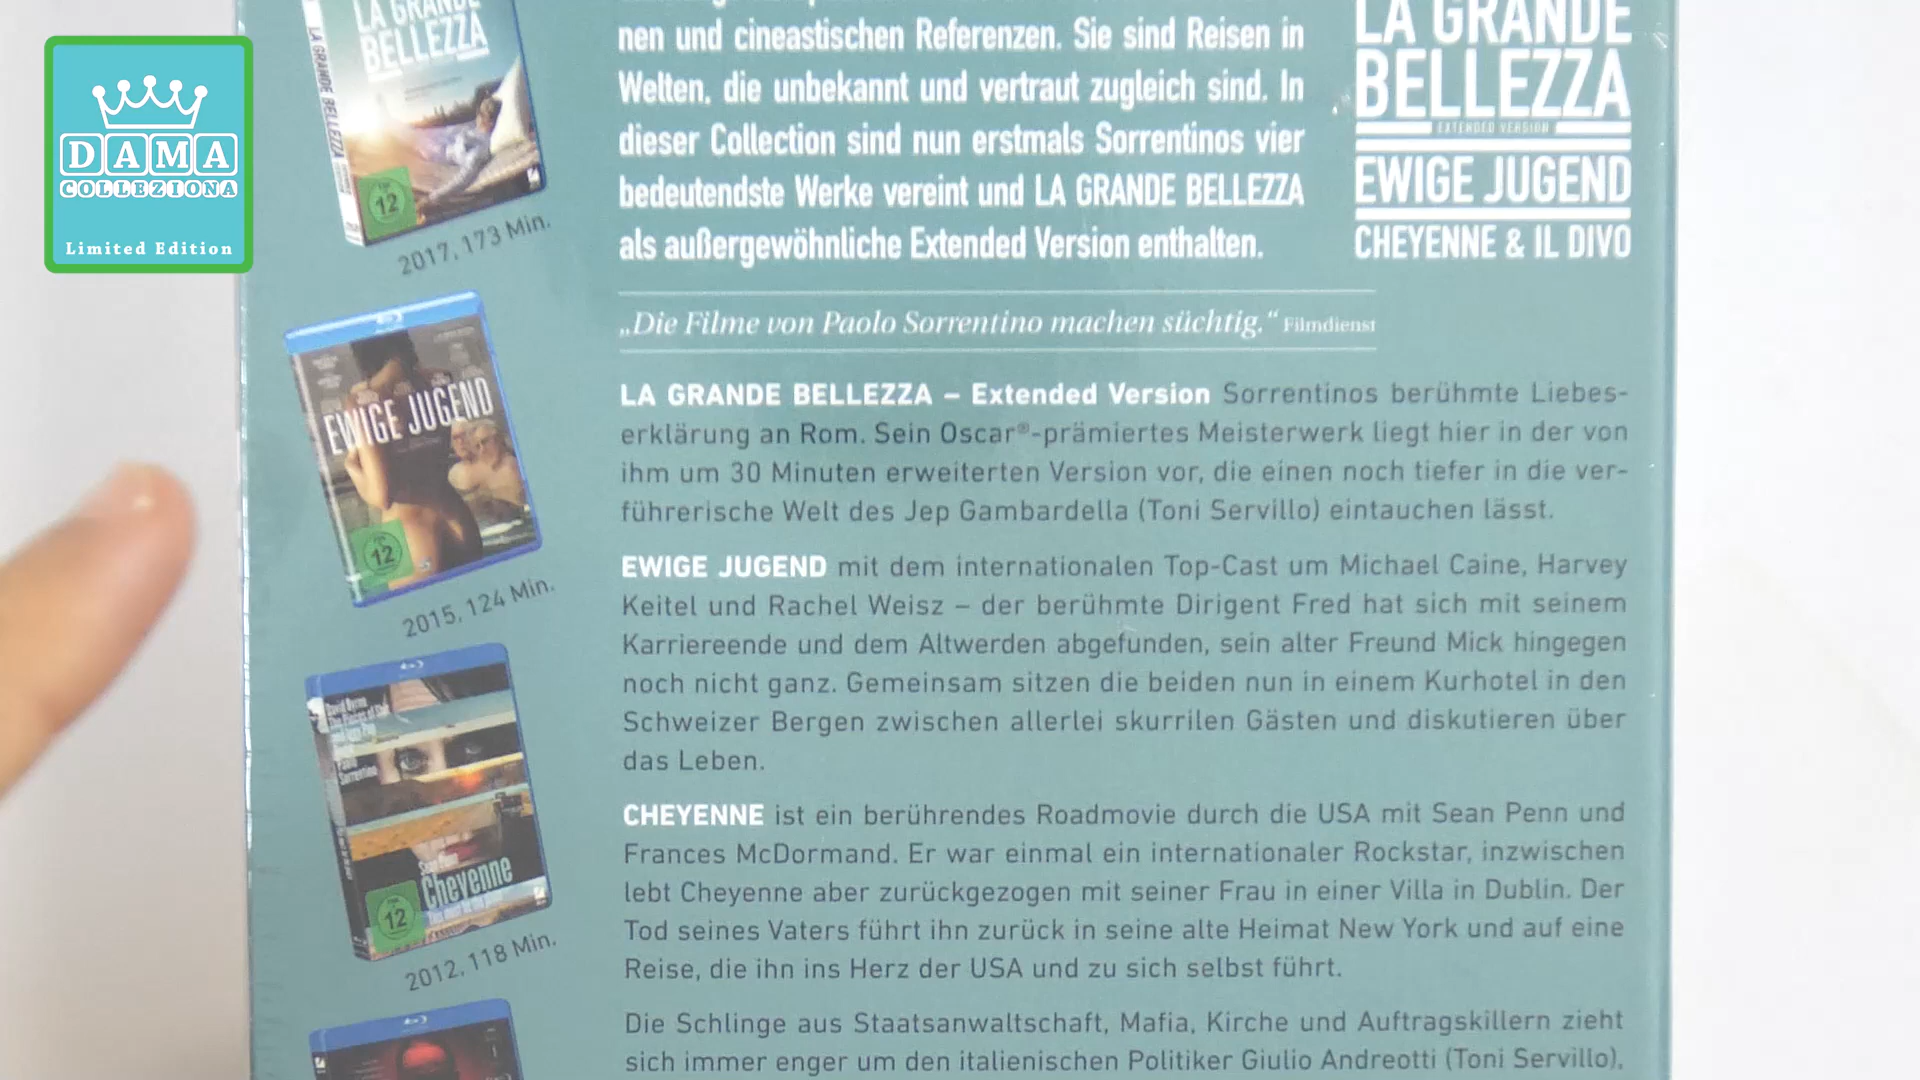 DAMA
COLLEZIONA
Limited Edition
LA GRANDE
BELLEZZA
LA GRANDE BELLEZZA
12
2017, 173 Min.
EWIGE JUGEND
12
2015, 124 Min.
Sean Penn
Cheyenne
12
2012, 118 Min.
nen und cineastischen Referenzen. Sie sind Reisen in
Welten, die unbekannt und vertraut zugleich sind. In
dieser Collection sind nun erstmals Sorrentinos vier
bedeutendste Werke vereint und LA GRANDE BELLEZZA
als außergewöhnliche Extended Version enthalten.
LA GRANDE
BELLEZZA
EXTENDED VERSION
EWIGE JUGEND
CHEYENNE & IL DIVO
„Die Filme von Paolo Sorrentino machen süchtig.“ Filmdienst
LA GRANDE BELLEZZA – Extended Version Sorrentinos berühmte Liebes-
erklärung an Rom. Sein Oscar®-prämiertes Meisterwerk liegt hier in der von
ihm um 30 Minuten erweiterten Version vor, die einen noch tiefer in die ver-
führerische Welt des Jep Gambardella (Toni Servillo) eintauchen lässt.
EWIGE JUGEND mit dem internationalen Top-Cast um Michael Caine, Harvey
Keitel und Rachel Weisz – der berühmte Dirigent Fred hat sich mit seinem
Karriereende und dem Altwerden abgefunden, sein alter Freund Mick hingegen
noch nicht ganz. Gemeinsam sitzen die beiden nun in einem Kurhotel in den
Schweizer Bergen zwischen allerlei skurrilen Gästen und diskutieren über
das Leben.
CHEYENNE ist ein berührendes Roadmovie durch die USA mit Sean Penn und
Frances McDormand. Er war einmal ein internationaler Rockstar, inzwischen
lebt Cheyenne aber zurückgezogen mit seiner Frau in einer Villa in Dublin. Der
Tod seines Vaters führt ihn zurück in seine alte Heimat New York und auf eine
Reise, die ihn ins Herz der USA und zu sich selbst führt.
Die Schlinge aus Staatsanwaltschaft, Mafia, Kirche und Auftragskillern zieht
sich immer enger um den italienischen Politiker Giulio Andreotti (Toni Servillo),